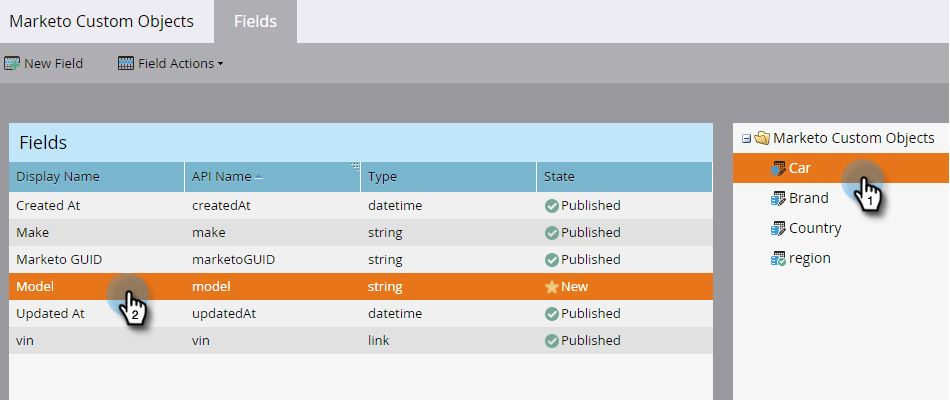 Marketo Custom Objects Fields
New Field Field Actions
Fields
Display Name API Name Type State
Created At createdAt datetime Published
Make make string Published
Marketo GUID marketoGUID string Published
Model model string New
Updated At updatedAt datetime Published
vin vin link Published
2
Marketo Custom Objects
Car
1
Brand
Country
region